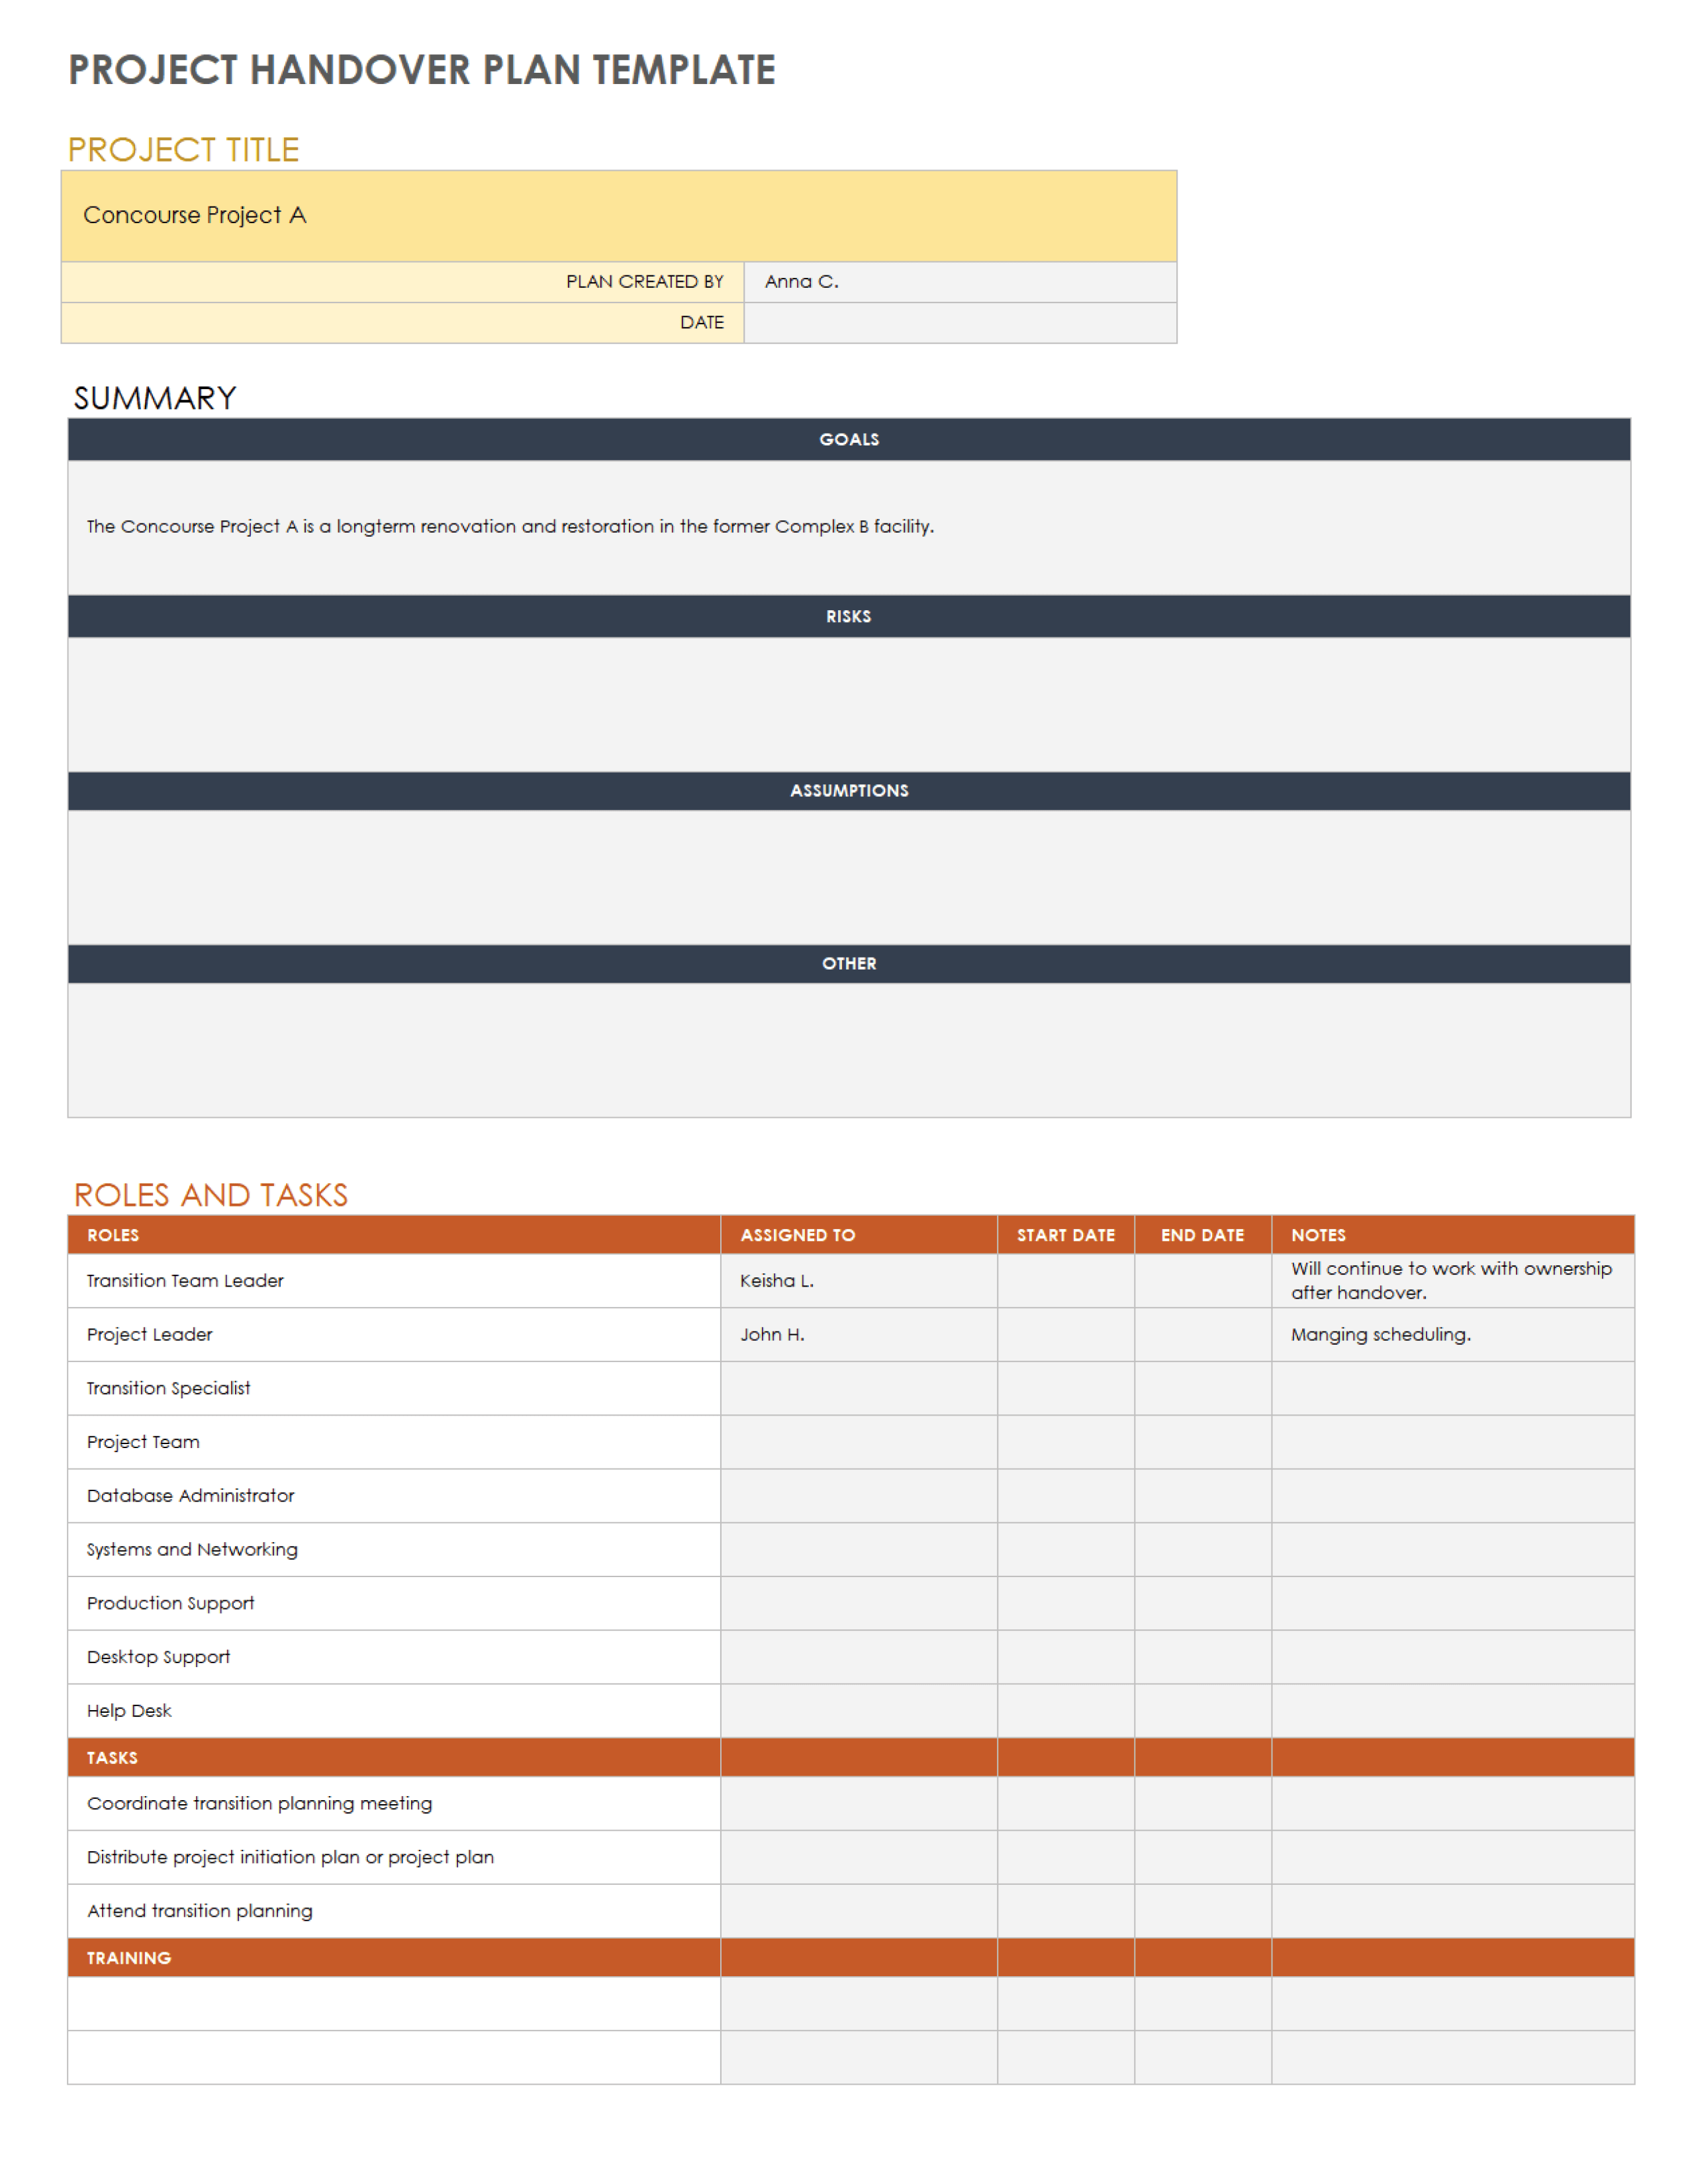 PROJECT HANDOVER PLAN TEMPLATE
PROJECT TITLE
Concourse Project A
PLAN CREATED BY Anna C.
DATE
SUMMARY
GOALS
The Concourse Project A is a longterm renovation and restoration in the former Complex B facility.
RISKS
ASSUMPTIONS
OTHER
ROLES AND TASKS
ROLES ASSIGNED TO START DATE END DATE NOTES
Transition Team Leader Keisha L. Will continue to work with ownership
after handover.
Project Leader John H. Manging scheduling.
Transition Specialist
Project Team
Database Administrator
Systems and Networking
Production Support
Desktop Support
Help Desk
TASKS
Coordinate transition planning meeting
Distribute project initiation plan or project plan
Attend transition planning
TRAINING